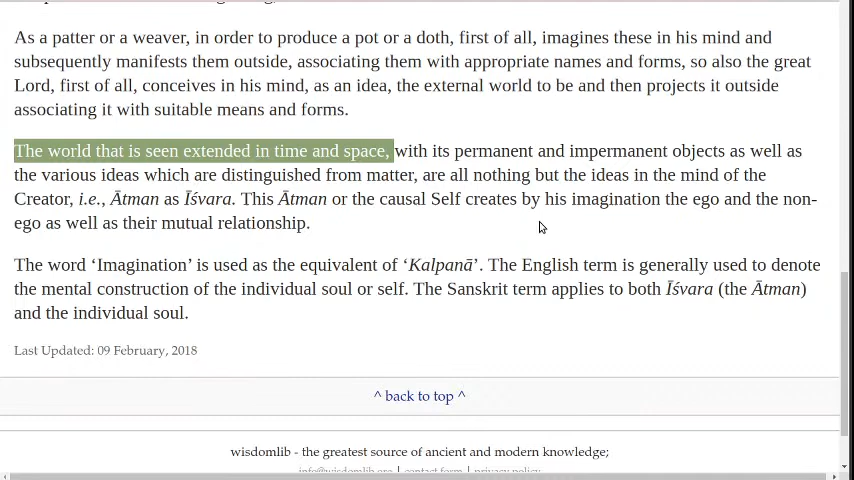 As a patter or a weaver, in order to produce a pot or a doth, first of all, imagines these in his mind and
subsequently manifests them outside, associating them with appropriate names and forms, so also the great
Lord, first of all, conceives in his mind, as an idea, the external world to be and then projects it outside
associating it with suitable means and forms.
The world that is seen extended in time and space, with its permanent and impermanent objects as well as
the various ideas which are distinguished from matter, are all nothing but the ideas in the mind of the
Creator, i.e., Ātman as Īśvara. This Ātman or the causal Self creates by his imagination the ego and the non-
ego as well as their mutual relationship.
The word ‘Imagination’ is used as the equivalent of ‘Kalpanā’. The English term is generally used to denote
the mental construction of the individual soul or self. The Sanskrit term applies to both Īśvara (the Ātman)
and the individual soul.
Last Updated: 09 February, 2018
^ back to top ^
wisdomlib - the greatest source of ancient and modern knowledge;
info@wisdomlib.org | contact form | privacy policy